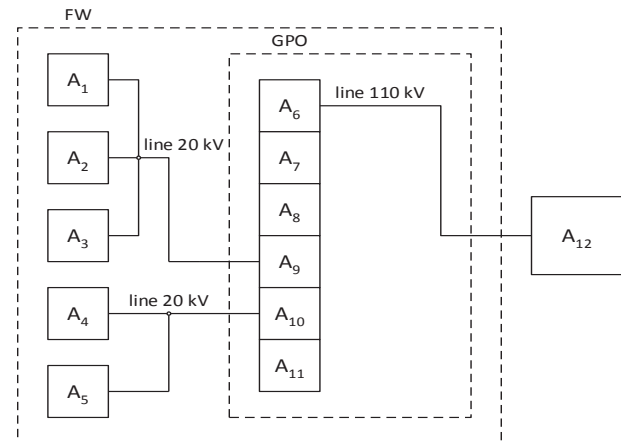 FW
GPO
A1
A2
A3
A4
A5
line 20 kV
line 20 kV
A6
A7
A8
A9
A10
A11
line 110 kV
A12